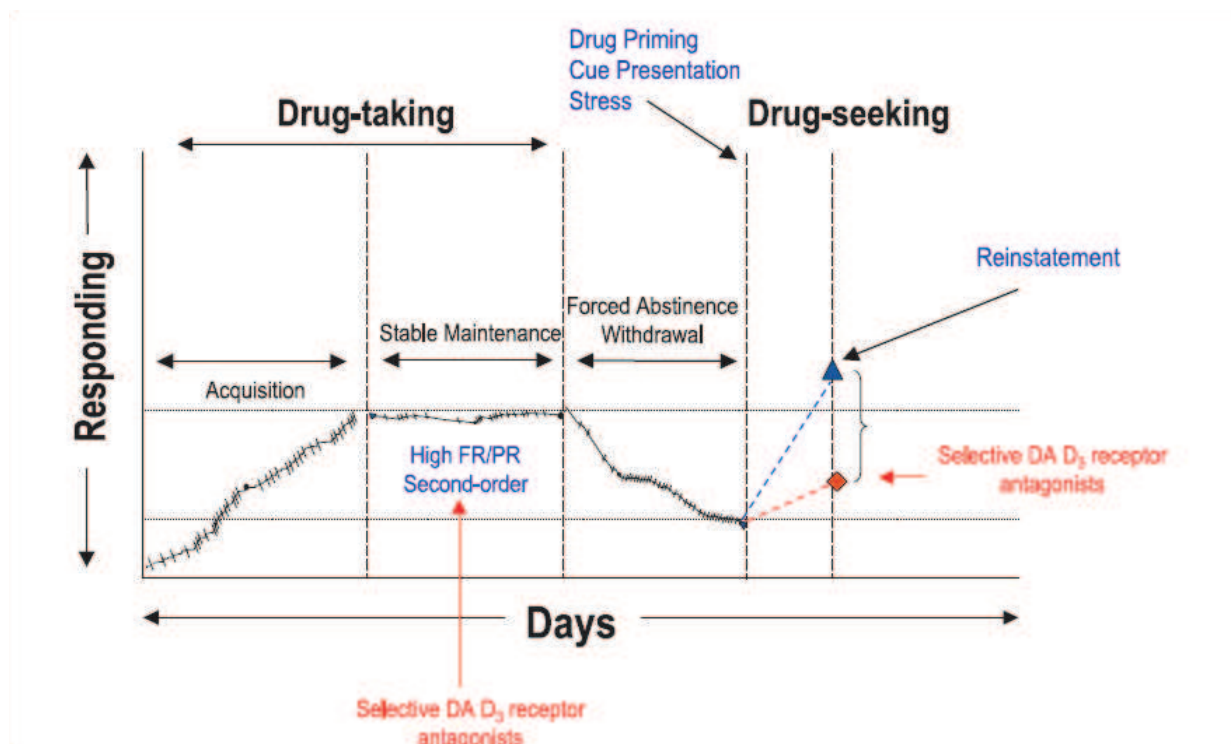 Drug Priming
Cue Presentation
Stress
Drug-taking
Drug-seeking
Responding
Reinstatement
Forced Abstinence
Withdrawal
Stable Maintenance
Acquisition
High FR/PR
Second-order
Selective DA D₃ receptor
antagonists
Days
Selective DA D₃ receptor
antagonists